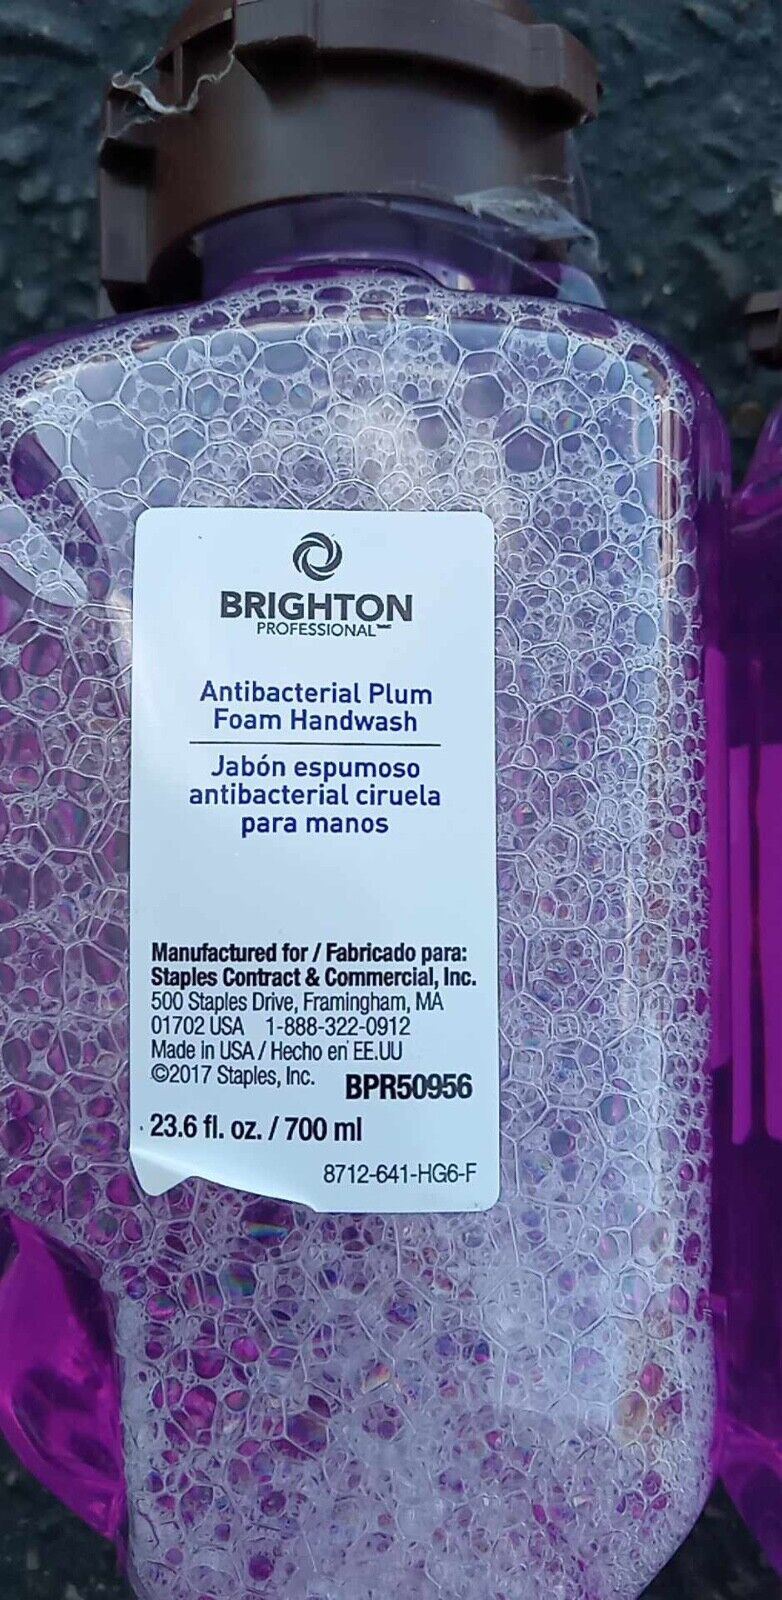 BRIGHTON
PROFESSIONAL
Antibacterial Plum
Foam Handwash
Jabón espumoso
antibacterial ciruela
para manos
Manufactured for / Fabricado para:
Staples Contract & Commercial, Inc.
500 Staples Drive, Framingham, MA
01702 USA 1-888-322-0912
Made in USA / Hecho en EE.UU
©2017 Staples, Inc. BPR50956
23.6 fl. oz. / 700 ml
8712-641-HG6-F